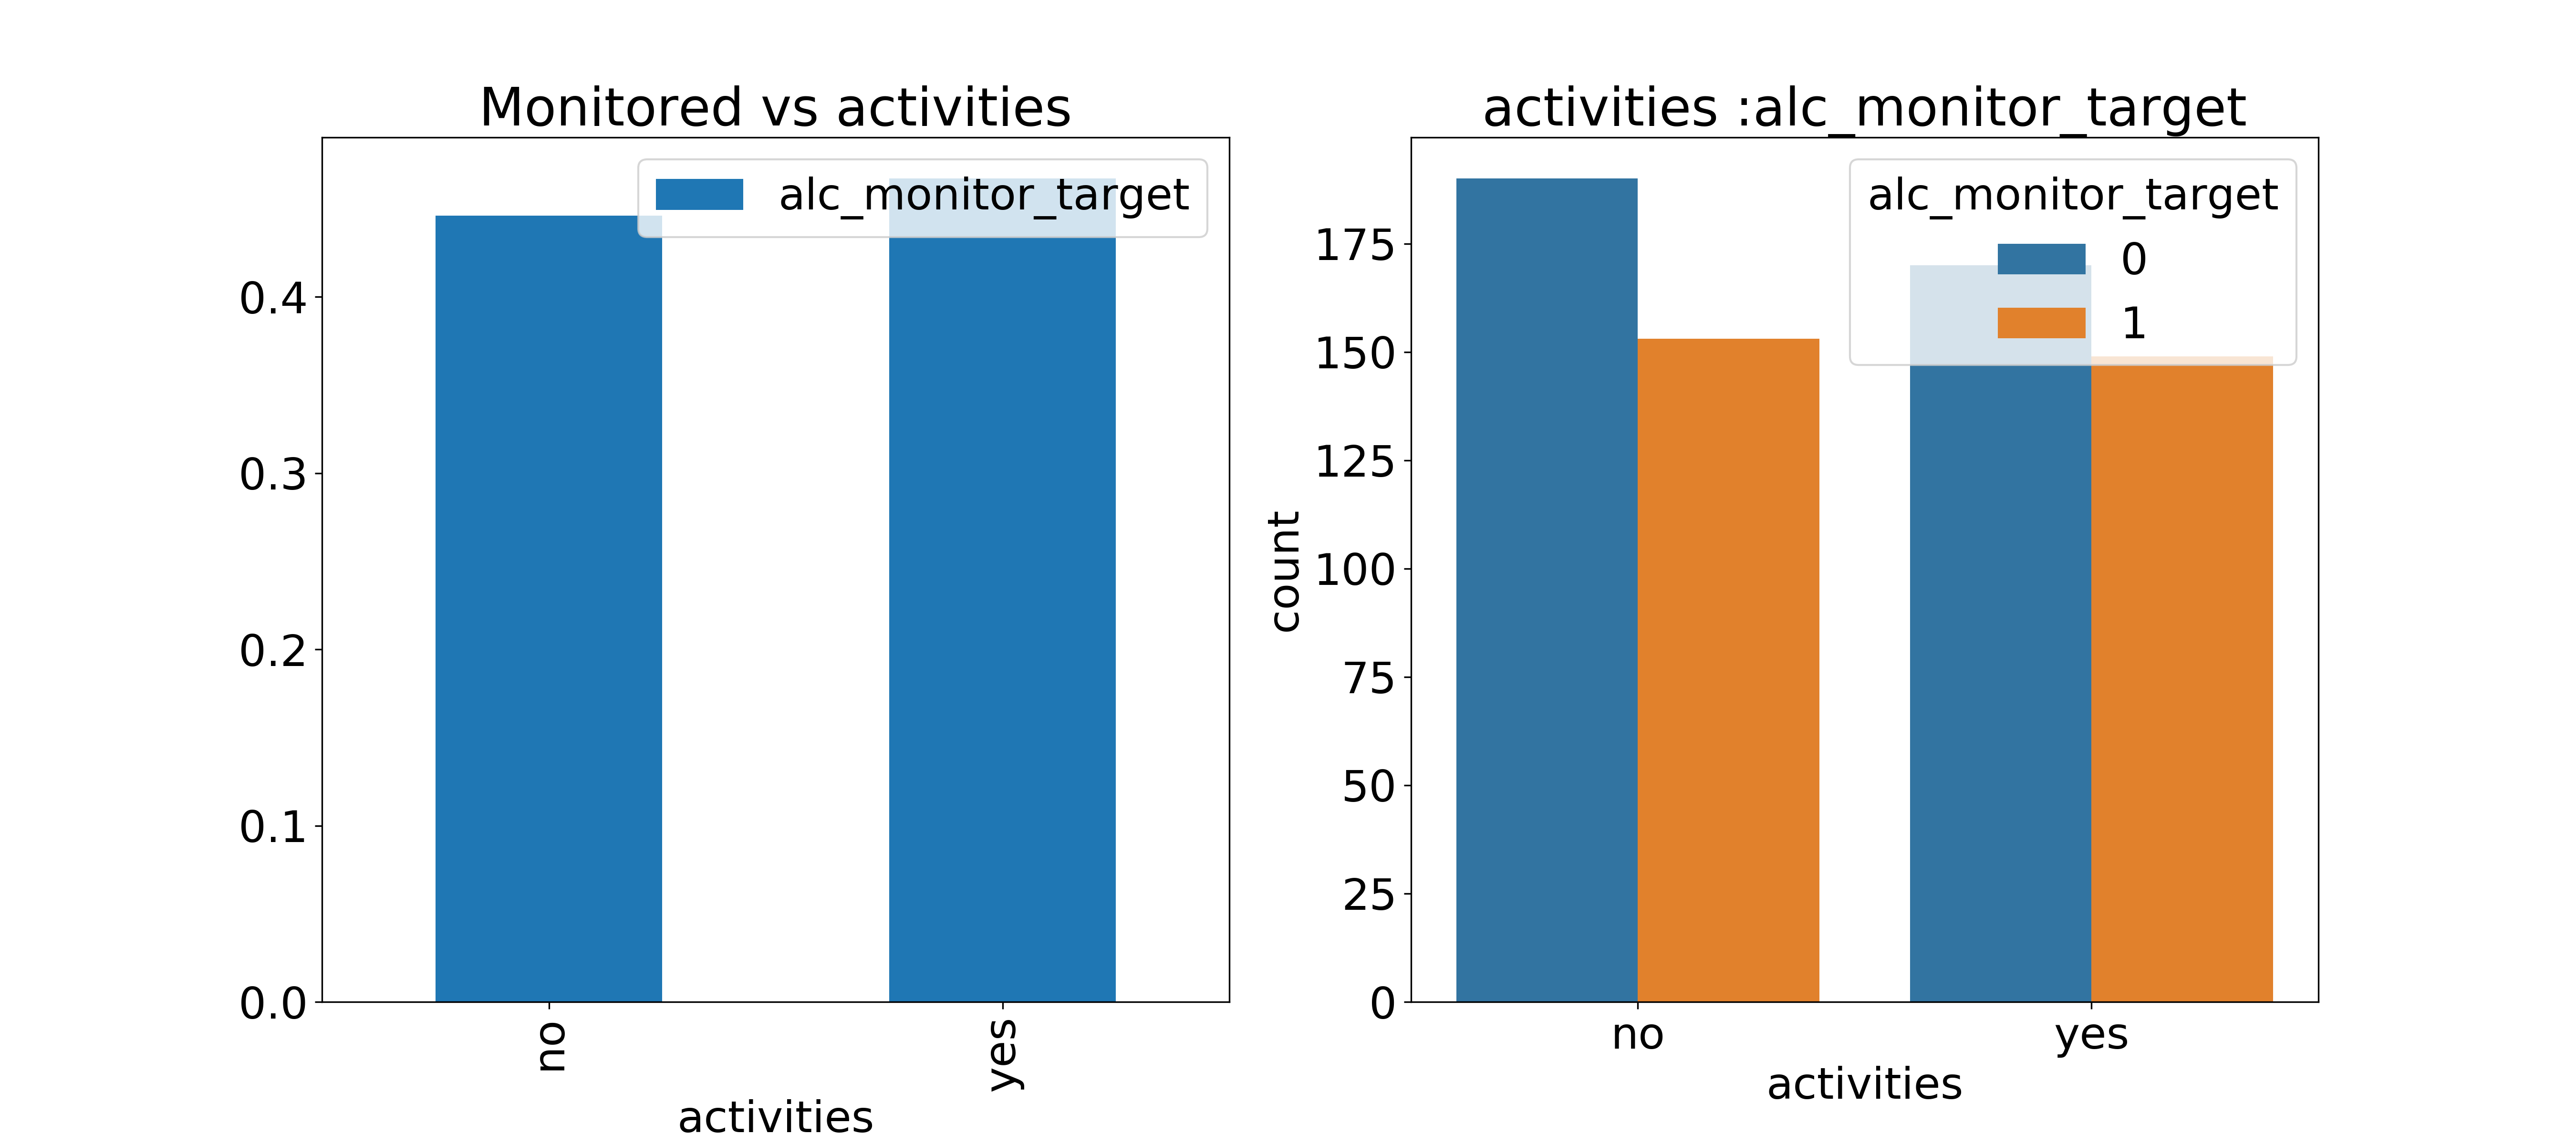 Monitored vs activities
alc_monitor_target
0.4
0.3
0.2
0.1
0.0
no
yes
activities
activities :alc_monitor_target
alc_monitor_target
0
1
175
150
125
100
75
50
25
0
count
no
yes
activities